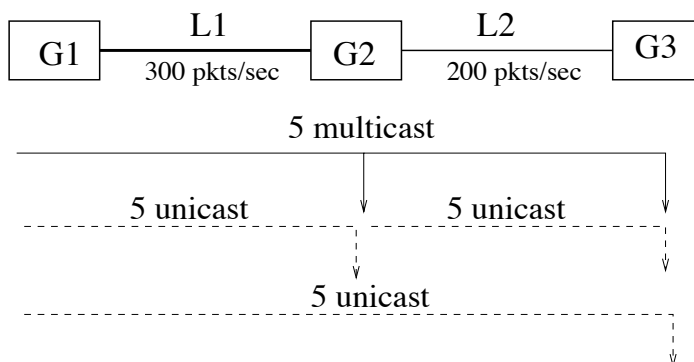 L1 L2
G1 G2 G3
300 pkts/sec 200 pkts/sec
5 multicast
5 unicast 5 unicast
5 unicast